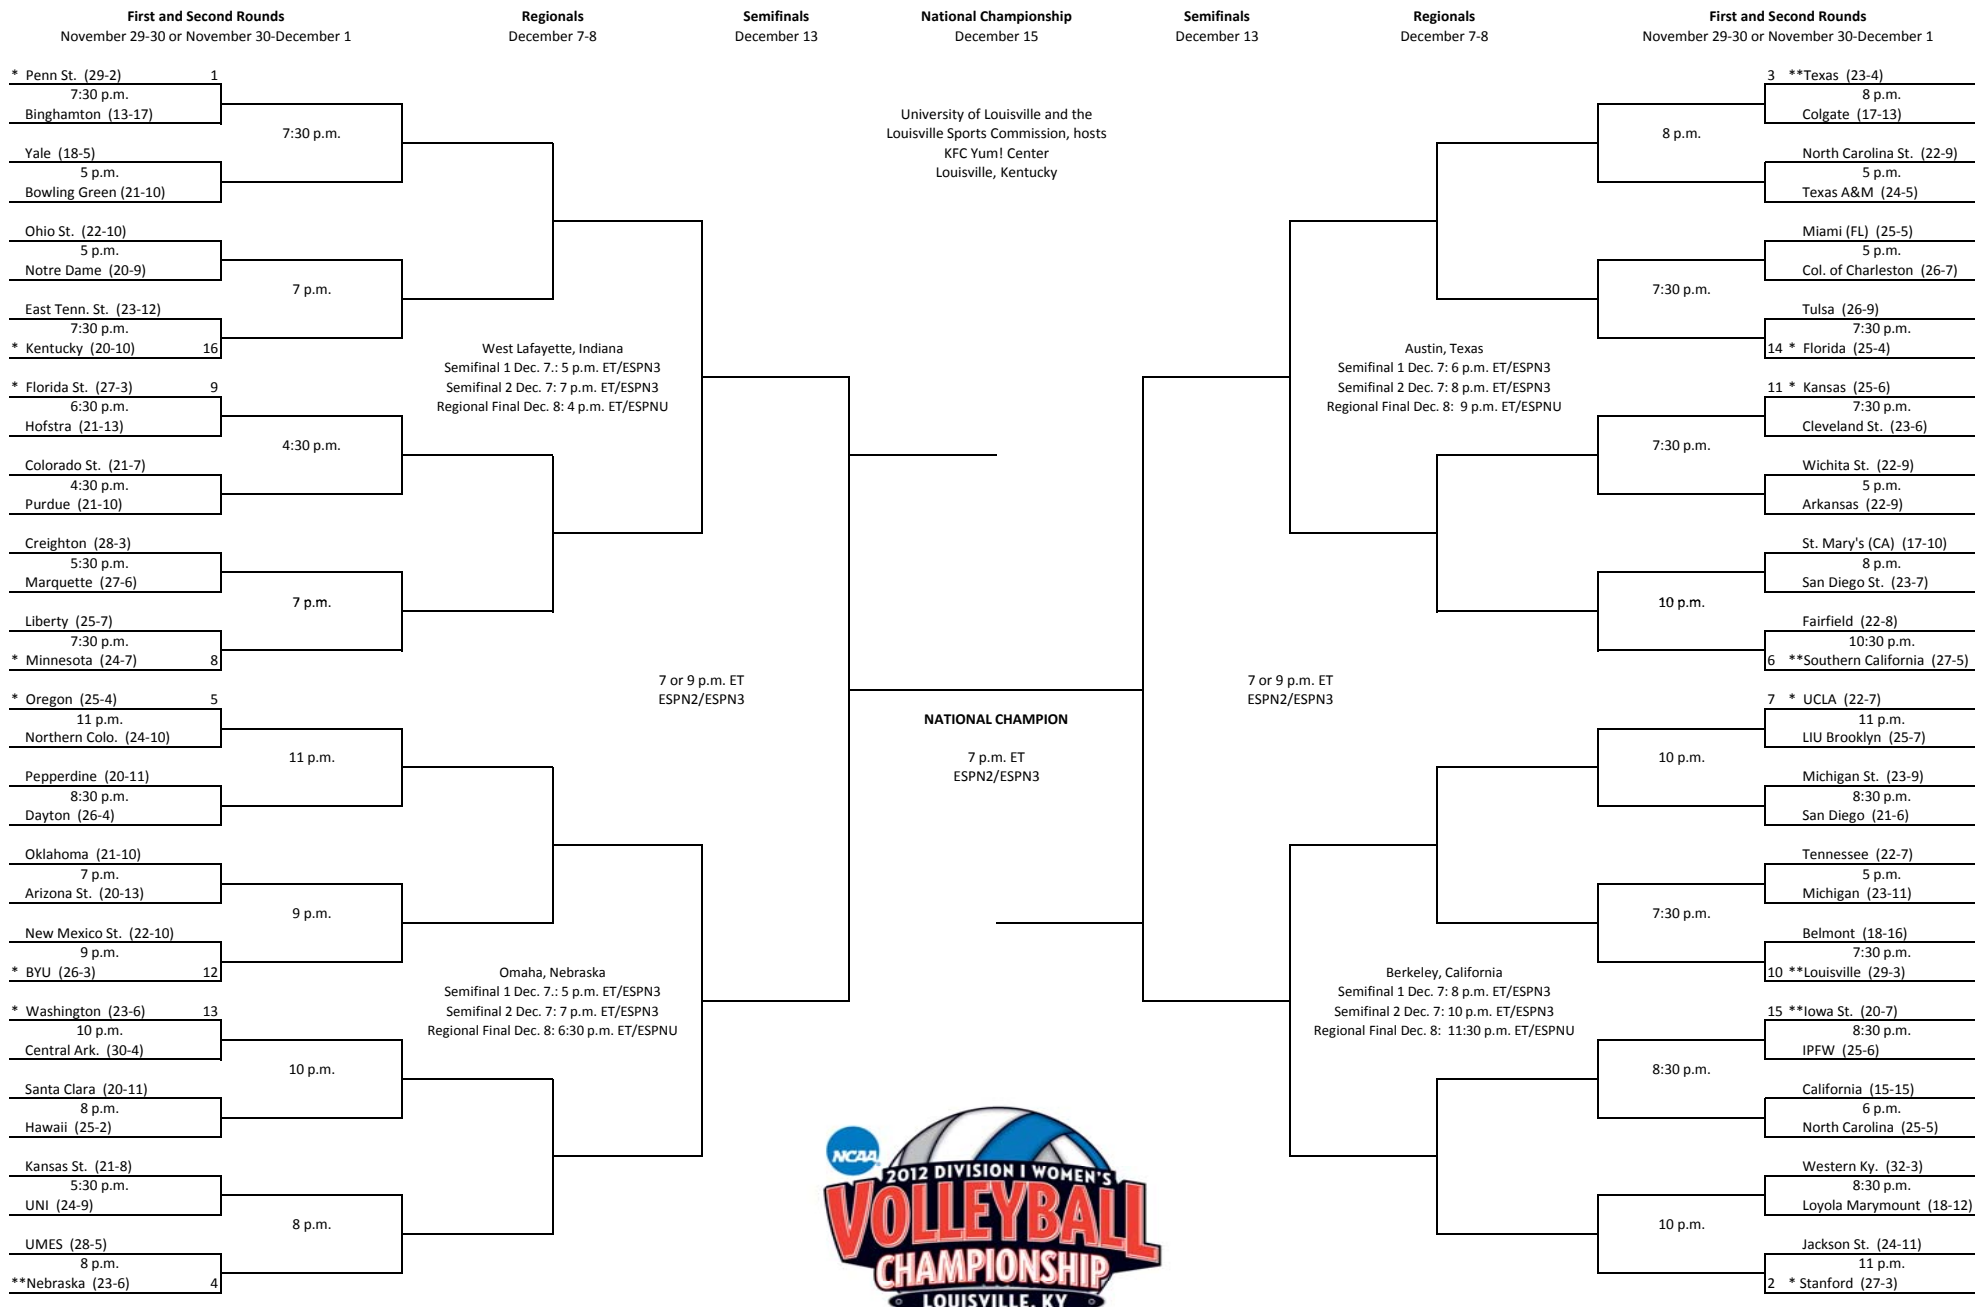 First and Second Rounds
November 29-30 or November 30-December 1
Regionals
December 7-8
Semifinals
December 13
National Championship
December 15
Semifinals
December 13
Regionals
December 7-8
First and Second Rounds
November 29-30 or November 30-December 1
* Penn St. (29-2) 1
7:30 p.m.
Binghamton (13-17)
7:30 p.m.
Yale (18-5)
5 p.m.
Bowling Green (21-10)
Ohio St. (22-10)
5 p.m.
Notre Dame (20-9)
7 p.m.
East Tenn. St. (23-12)
7:30 p.m.
* Kentucky (20-10) 16
* Florida St. (27-3) 9
6:30 p.m.
Hofstra (21-13)
4:30 p.m.
Colorado St. (21-7)
4:30 p.m.
Purdue (21-10)
Creighton (28-3)
5:30 p.m.
Marquette (27-6)
7 p.m.
Liberty (25-7)
7:30 p.m.
* Minnesota (24-7) 8
* Oregon (25-4) 5
11 p.m.
Northern Colo. (24-10)
11 p.m.
Pepperdine (20-11)
8:30 p.m.
Dayton (26-4)
Oklahoma (21-10)
7 p.m.
Arizona St. (20-13)
9 p.m.
New Mexico St. (22-10)
9 p.m.
* BYU (26-3) 12
* Washington (23-6) 13
10 p.m.
Central Ark. (30-4)
10 p.m.
Santa Clara (20-11)
8 p.m.
Hawaii (25-2)
Kansas St. (21-8)
5:30 p.m.
UNI (24-9)
8 p.m.
UMES (28-5)
8 p.m.
**Nebraska (23-6) 4
West Lafayette, Indiana
Semifinal 1 Dec. 7.: 5 p.m. ET/ESPN3
Semifinal 2 Dec. 7: 7 p.m. ET/ESPN3
Regional Final Dec. 8: 4 p.m. ET/ESPNU
Omaha, Nebraska
Semifinal 1 Dec. 7.: 5 p.m. ET/ESPN3
Semifinal 2 Dec. 7: 7 p.m. ET/ESPN3
Regional Final Dec. 8: 6:30 p.m. ET/ESPNU
7 or 9 p.m. ET
ESPN2/ESPN3
University of Louisville and the
Louisville Sports Commission, hosts
KFC Yum! Center
Louisville, Kentucky
NATIONAL CHAMPION
7 p.m. ET
ESPN2/ESPN3
NCAA
2012 DIVISION I WOMEN'S
VOLLEYBALL
CHAMPIONSHIP
LOUISVILLE, KY
7 or 9 p.m. ET
ESPN2/ESPN3
Austin, Texas
Semifinal 1 Dec. 7: 6 p.m. ET/ESPN3
Semifinal 2 Dec. 7: 8 p.m. ET/ESPN3
Regional Final Dec. 8: 9 p.m. ET/ESPNU
Berkeley, California
Semifinal 1 Dec. 7: 8 p.m. ET/ESPN3
Semifinal 2 Dec. 7: 10 p.m. ET/ESPN3
Regional Final Dec. 8: 11:30 p.m. ET/ESPNU
3 **Texas (23-4)
8 p.m.
Colgate (17-13)
8 p.m.
North Carolina St. (22-9)
5 p.m.
Texas A&M (24-5)
Miami (FL) (25-5)
5 p.m.
Col. of Charleston (26-7)
7:30 p.m.
Tulsa (26-9)
7:30 p.m.
14 * Florida (25-4)
11 * Kansas (25-6)
7:30 p.m.
Cleveland St. (23-6)
7:30 p.m.
Wichita St. (22-9)
5 p.m.
Arkansas (22-9)
St. Mary's (CA) (17-10)
8 p.m.
San Diego St. (23-7)
10 p.m.
Fairfield (22-8)
10:30 p.m.
6 **Southern California (27-5)
7 * UCLA (22-7)
11 p.m.
LIU Brooklyn (25-7)
10 p.m.
Michigan St. (23-9)
8:30 p.m.
San Diego (21-6)
Tennessee (22-7)
5 p.m.
Michigan (23-11)
7:30 p.m.
Belmont (18-16)
7:30 p.m.
10 **Louisville (29-3)
15 **Iowa St. (20-7)
8:30 p.m.
IPFW (25-6)
8:30 p.m.
California (15-15)
6 p.m.
North Carolina (25-5)
Western Ky. (32-3)
8:30 p.m.
Loyola Marymount (18-12)
10 p.m.
Jackson St. (24-11)
11 p.m.
2 * Stanford (27-3)